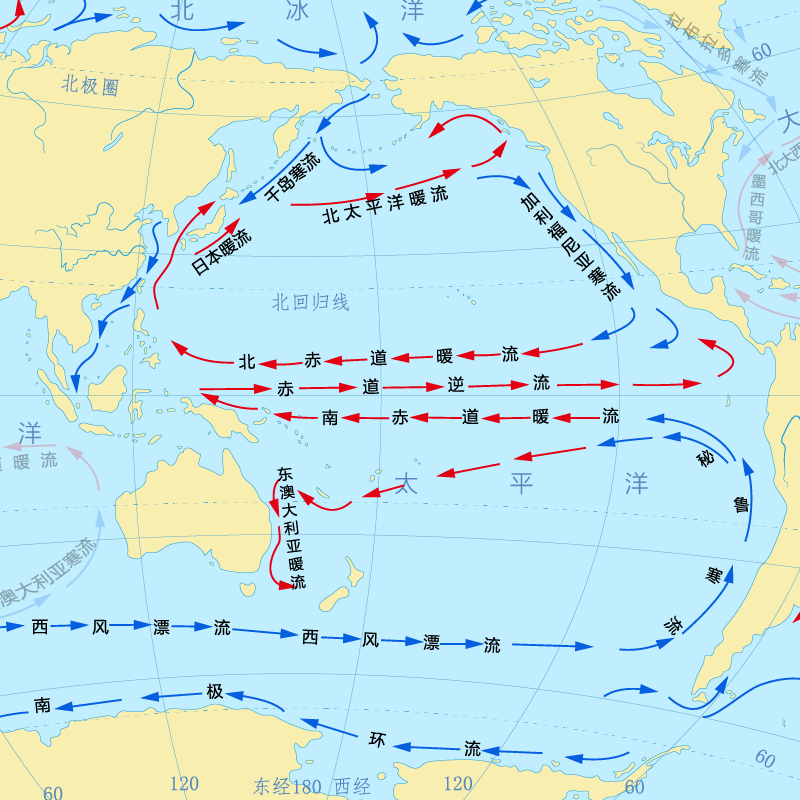 北 冰 洋
拉布拉多寒流
60
北极圈
大
北大西
千岛寒流
墨西哥暖流
北太平洋暖流
加利福尼亚寒流
日本暖流
北回归线
北赤道暖流
赤道逆流
南赤道暖流
洋
道暖流
太 平 洋
秘鲁寒流
东澳大利亚暖流
澳大利亚寒流
西风漂流 西风漂流
南极环流
60
120
东经180西经
120
60
60